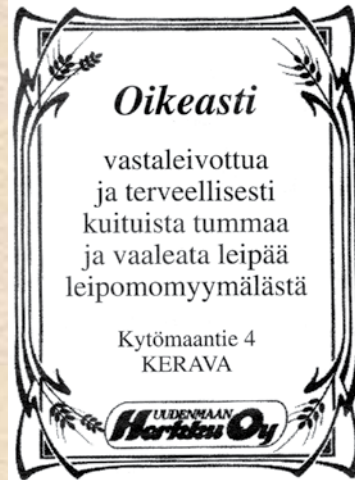 Oikeasti
vastaleivottua
ja terveellisesti
kuituista tummaa
ja vaaleata leipää
leipomomyymälästä
Kytömaantie 4
KERAVA
UUDENMAAN
Herkku Oy